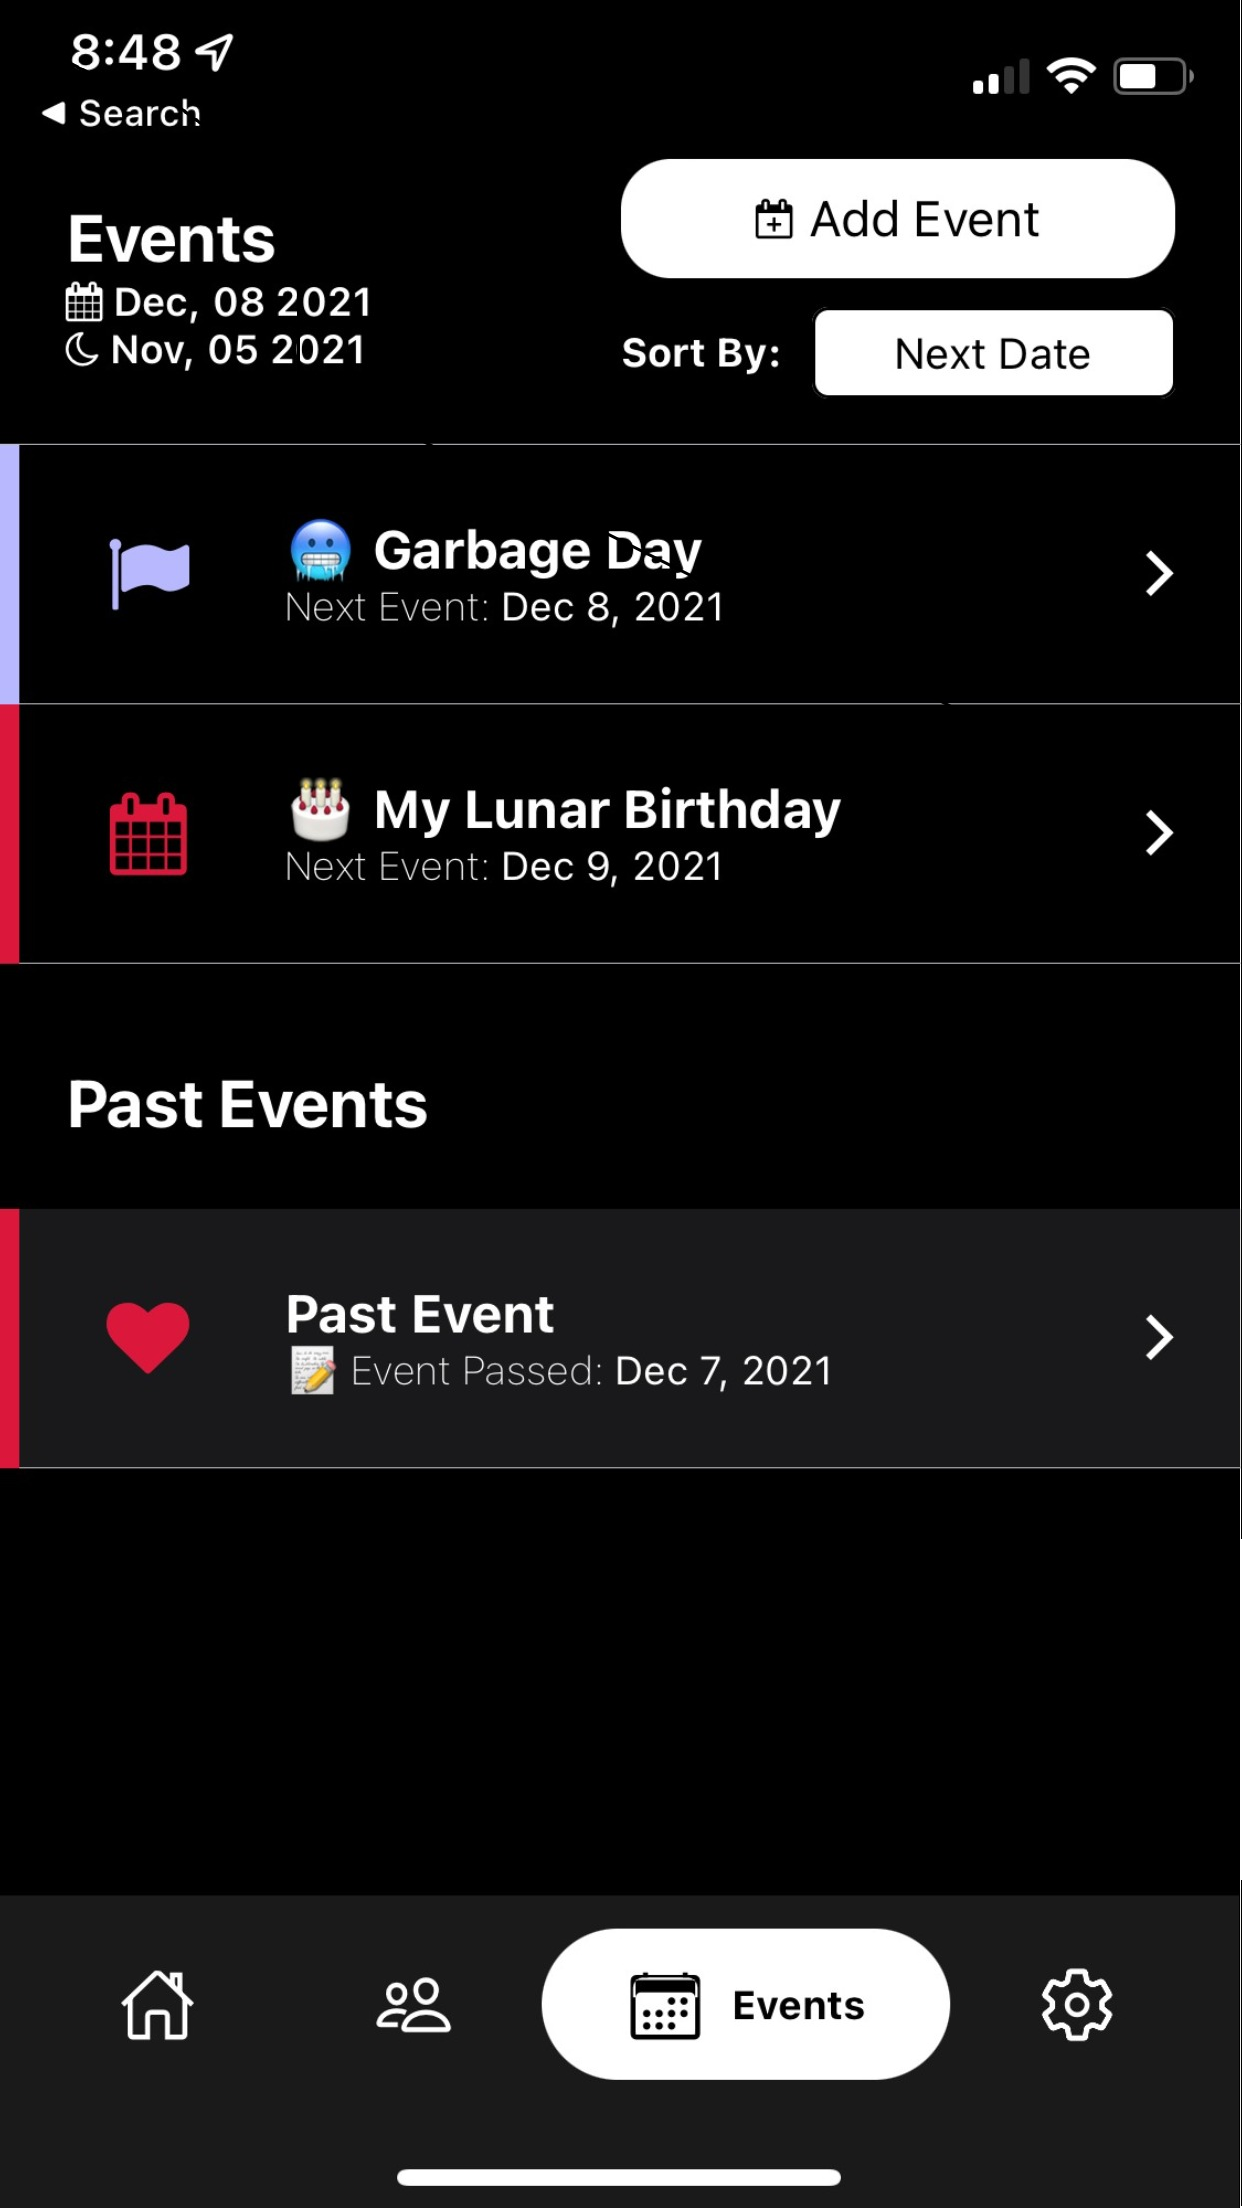 8:48
Search
Events
Dec, 08 2021
Nov, 05 2021
Add Event
Sort By: Next Date
Garbage Day
Next Event: Dec 8, 2021
My Lunar Birthday
Next Event: Dec 9, 2021
Past Events
Past Event
Event Passed: Dec 7, 2021
Events